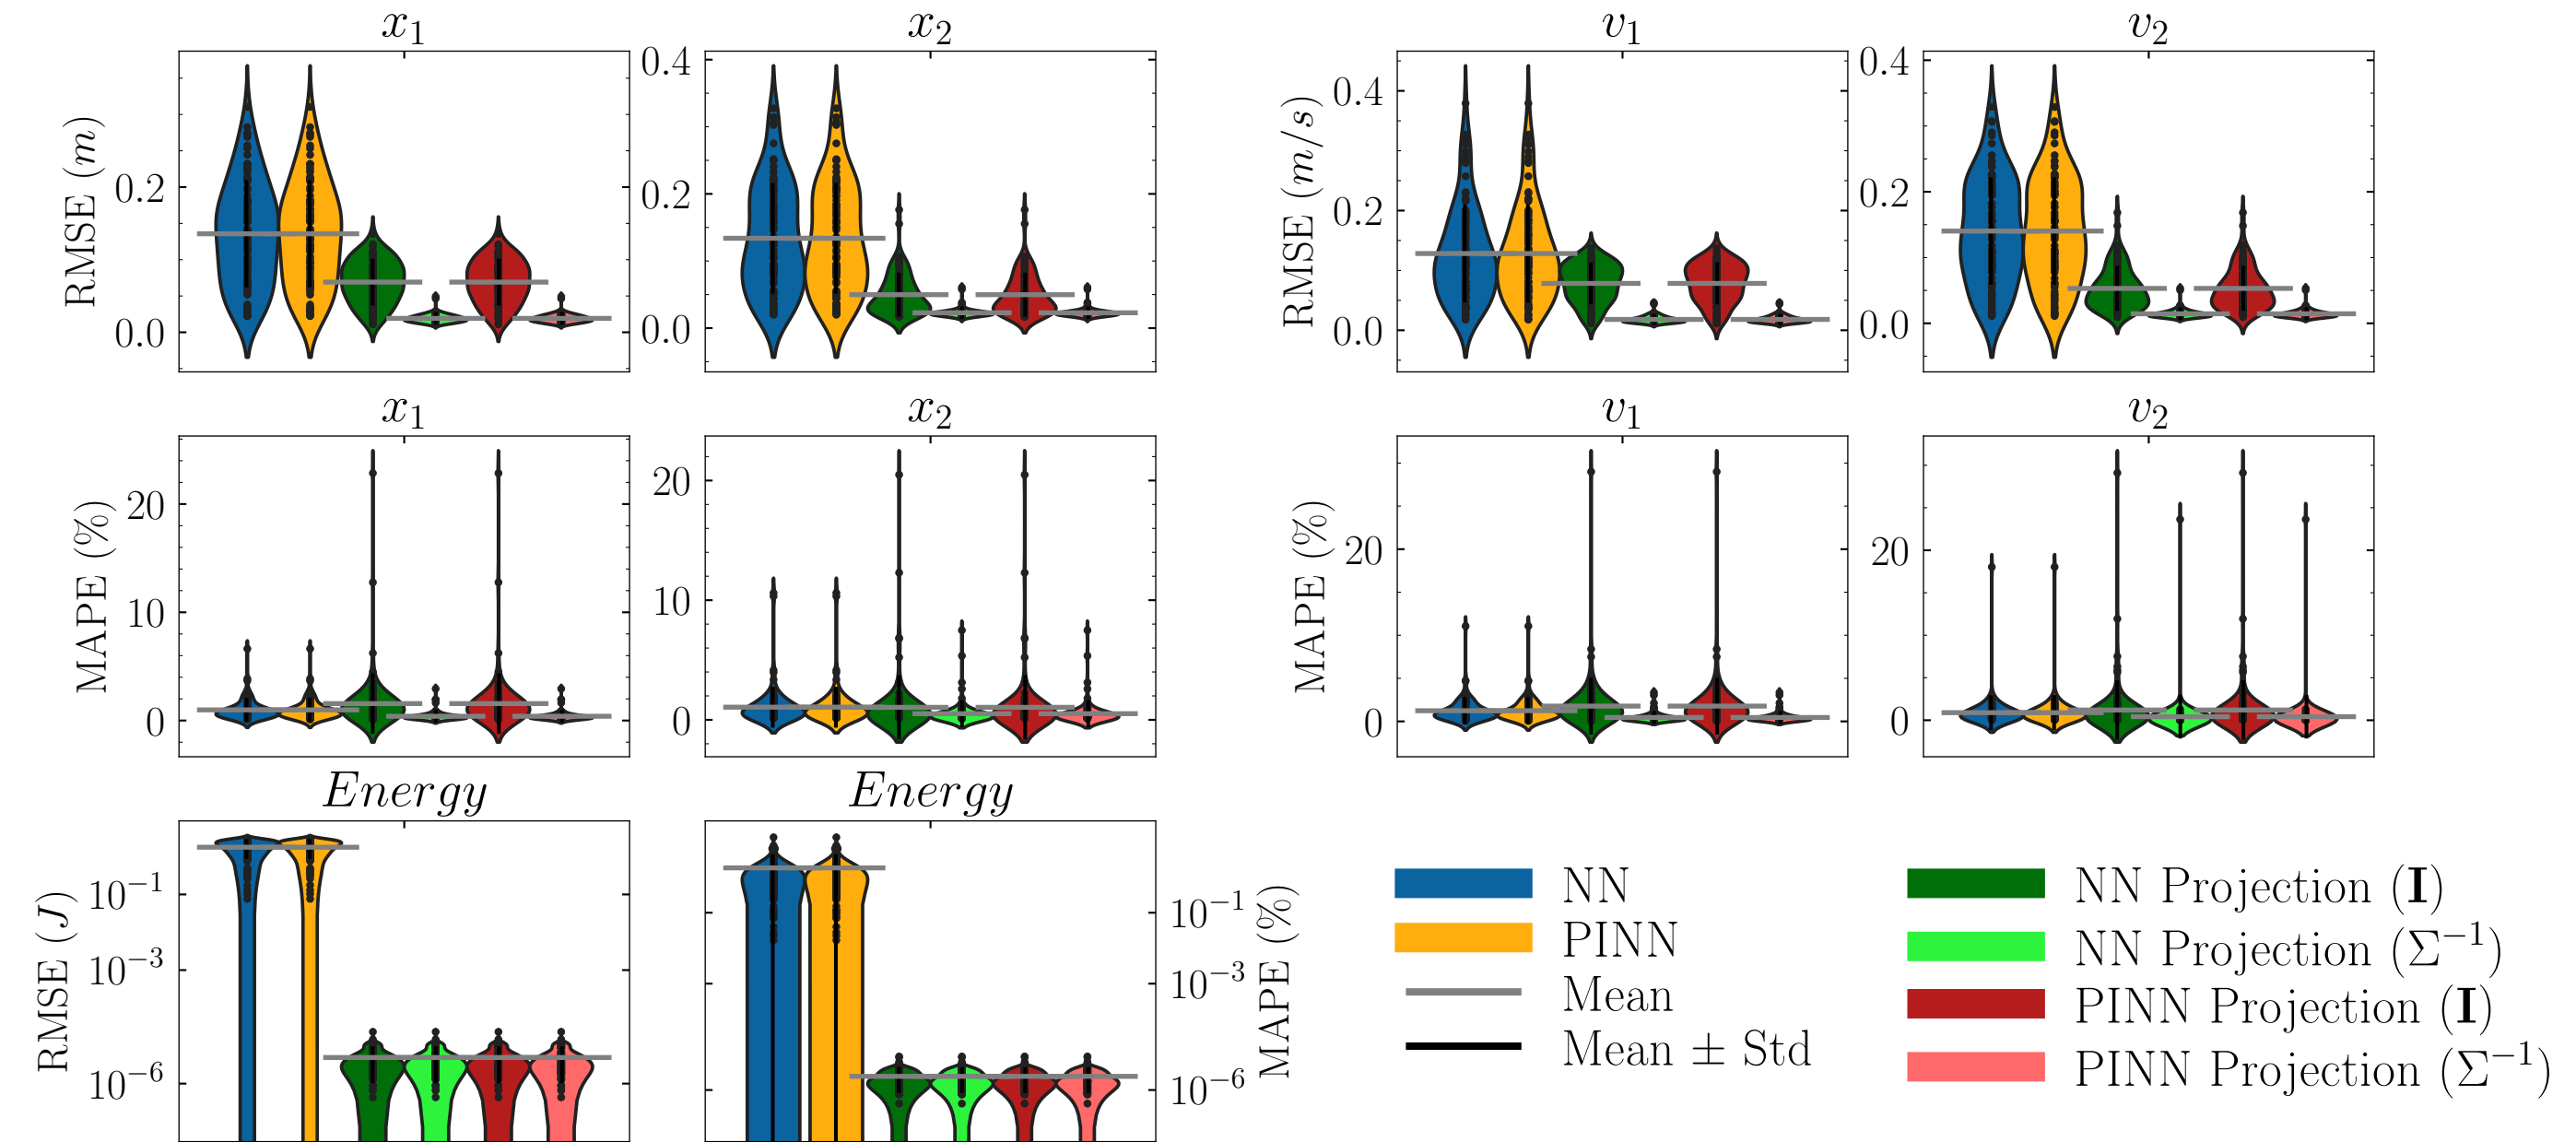 x₁
x₂
v₁
v₂
RMSE (m)
0.2
0.0
0.4
0.2
0.0
RMSE (m/s)
0.4
0.2
0.0
0.4
0.2
0.0
x₁
x₂
v₁
v₂
MAPE (%)
20
10
0
20
10
0
MAPE (%)
20
0
20
0
Energy
Energy
RMSE (J)
10⁻¹
10⁻³
10⁻⁶
10⁻¹
10⁻³
10⁻⁶
MAPE (%)
NN
PINN
Mean
Mean ± Std
NN Projection (I)
NN Projection (Σ⁻¹)
PINN Projection (I)
PINN Projection (Σ⁻¹)